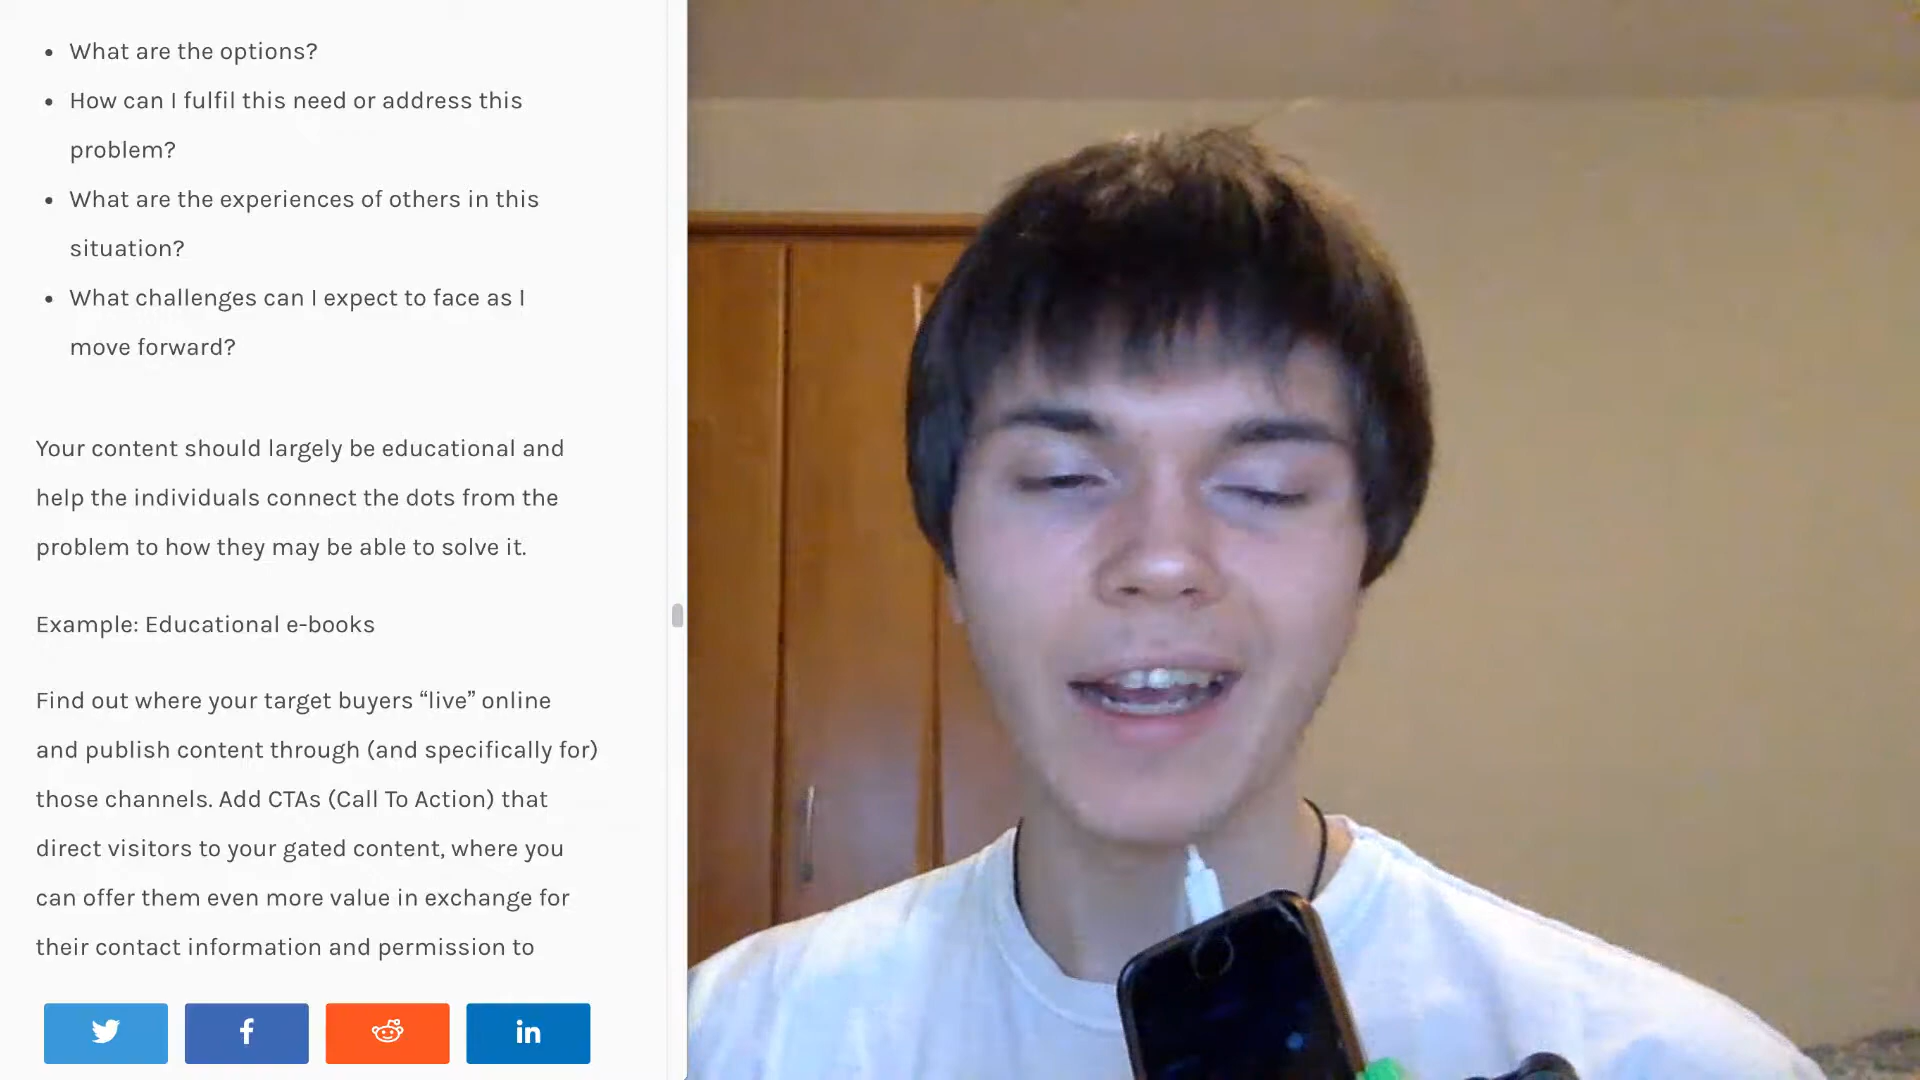 What are the options?
How can I fulfil this need or address this
problem?
What are the experiences of others in this
situation?
What challenges can I expect to face as I
move forward?
Your content should largely be educational and
help the individuals connect the dots from the
problem to how they may be able to solve it.
Example: Educational e-books
Find out where your target buyers “live” online
and publish content through (and specifically for)
those channels. Add CTAs (Call To Action) that
direct visitors to your gated content, where you
can offer them even more value in exchange for
their contact information and permission to